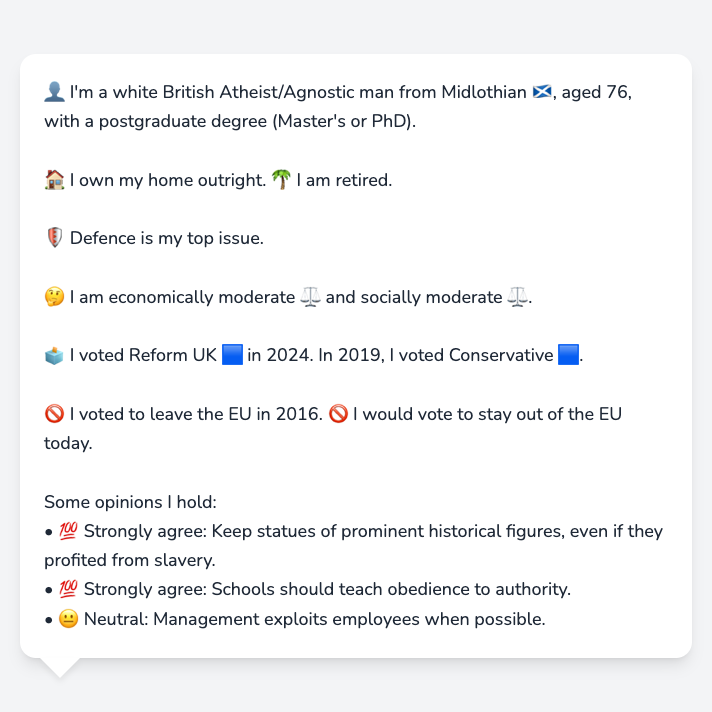 👤 I'm a white British Atheist/Agnostic man from Midlothian 🏴󠁧󠁢󠁳󠁣󠁴󠁿, aged 76,
with a postgraduate degree (Master's or PhD).
🏠 I own my home outright. 🌴 I am retired.
🛡️ Defence is my top issue.
🤔 I am economically moderate ⚖️ and socially moderate ⚖️.
🗳️ I voted Reform UK 🟦 in 2024. In 2019, I voted Conservative 🟦.
🚫 I voted to leave the EU in 2016. 🚫 I would vote to stay out of the EU
today.
Some opinions I hold:
• 💯 Strongly agree: Keep statues of prominent historical figures, even if they
profited from slavery.
• 💯 Strongly agree: Schools should teach obedience to authority.
• 😐 Neutral: Management exploits employees when possible.